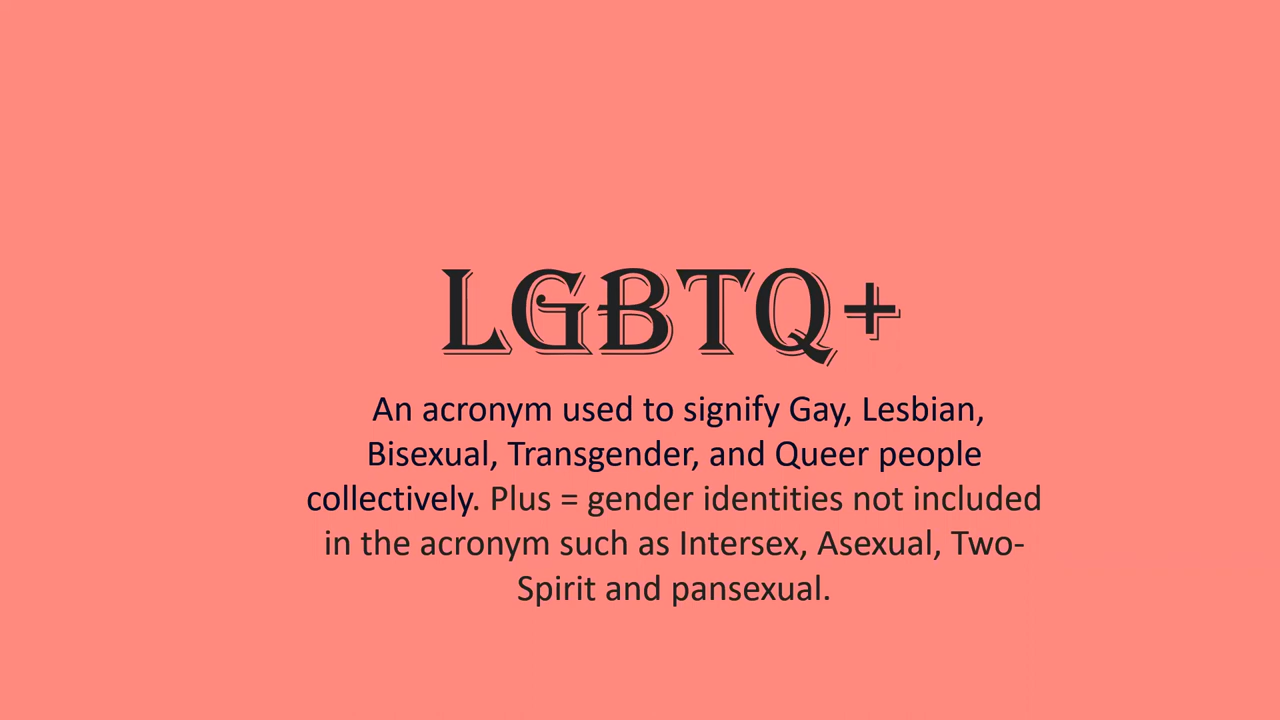 LGBTQ+
An acronym used to signify Gay, Lesbian,
Bisexual, Transgender, and Queer people
collectively. Plus = gender identities not included
in the acronym such as Intersex, Asexual, Two-
Spirit and pansexual.